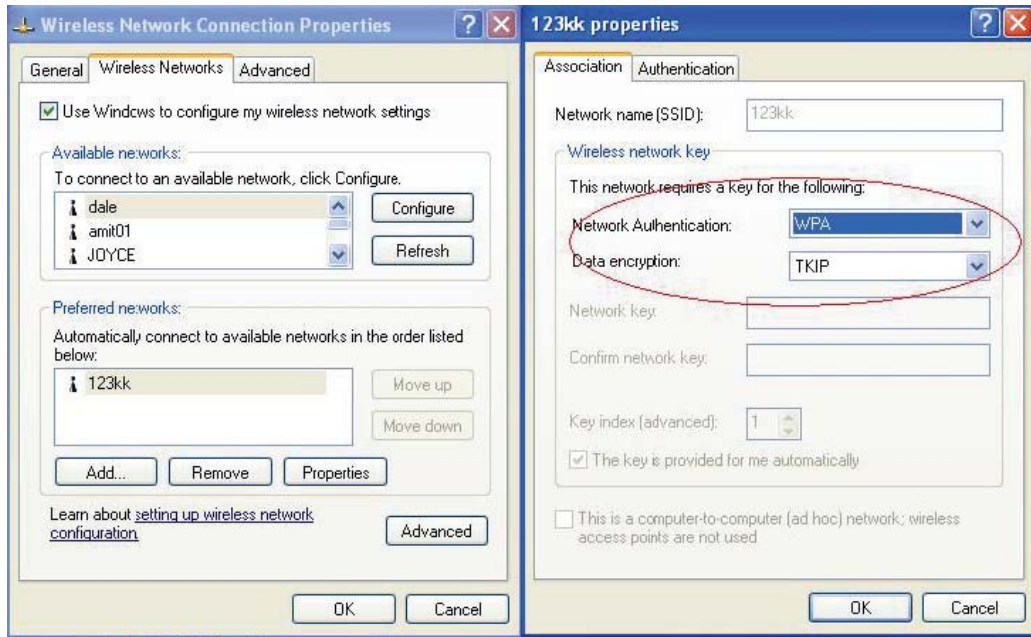 Wireless Network Connection Properties
General Wireless Networks Advanced
Use Windcws to configure my wireless network settings
Available ne:works:
To connect to an available network, click Configure.
dale
amit01
JOYCE
Configure
Refresh
Preferred ne:works:
Automatically connect to available networks in the order listed
below:
123kk
Move up
Move down
Add... Remove Properties
Learn about setting up wireless network
configuration.
Advanced
OK Cancel
123kk properties
Association Authentication
Network name (SSID): 123kk
Wireless network key
This network requires a key for the following:
Network Authentication: WPA
Data encryption: TKIP
Network key:
Confirm network key:
Key index (advanced): 1
The key is provided for me automatically
This is a computer-to-computer (ad hoc) network; wireless
access points are not used
OK Cancel